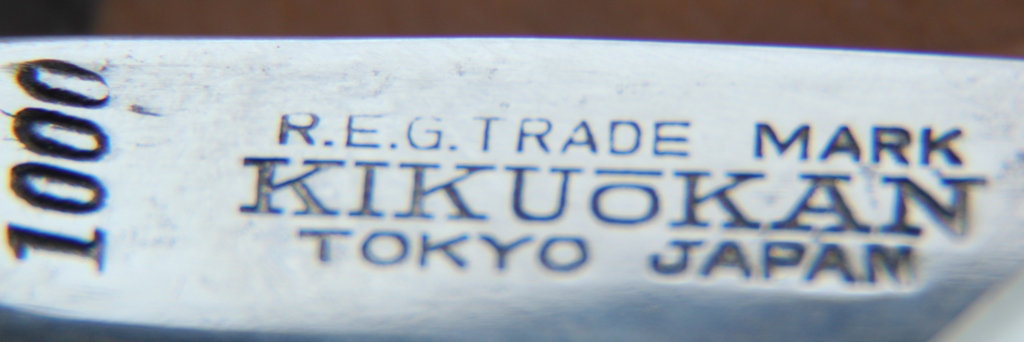 1000
R.E.G.TRADE MARK
KIKUŌKAN
TOKYO JAPAN